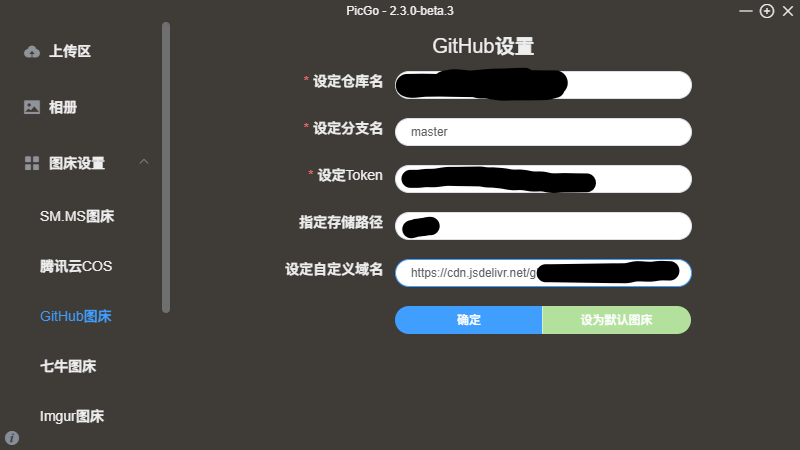 PicGo - 2.3.0-beta.3
上传区
相册
图床设置
SM.MS图床
腾讯云COS
GitHub图床
七牛图床
Imgur图床
GitHub设置
* 设定仓库名
* 设定分支名
master
* 设定Token
指定存储路径
设定自定义域名
https://cdn.jsdelivr.net/g
确定
设为默认图床